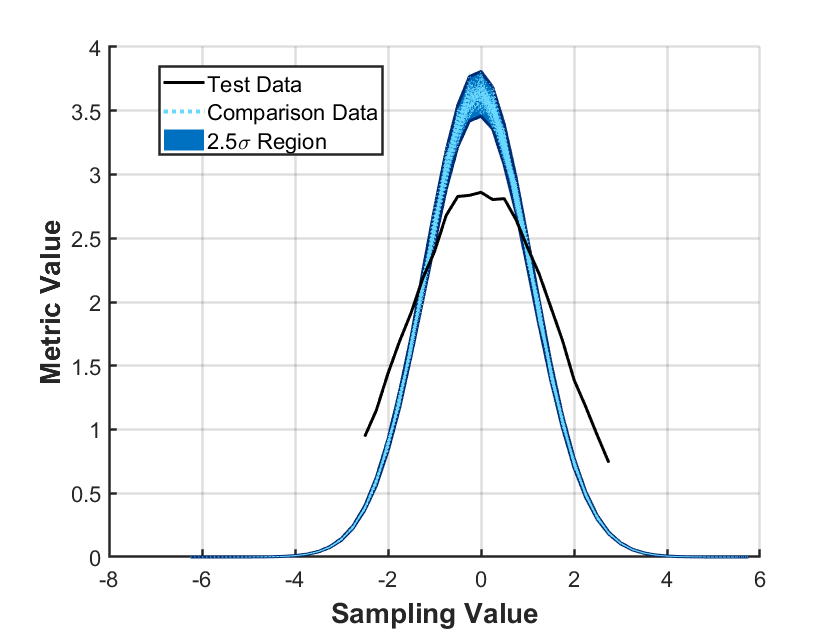 4
3.5
3
2.5
2
1.5
1
0.5
0
Test Data
Comparison Data
2.5σ Region
Metric Value
-8 -6 -4 -2 0 2 4 6
Sampling Value